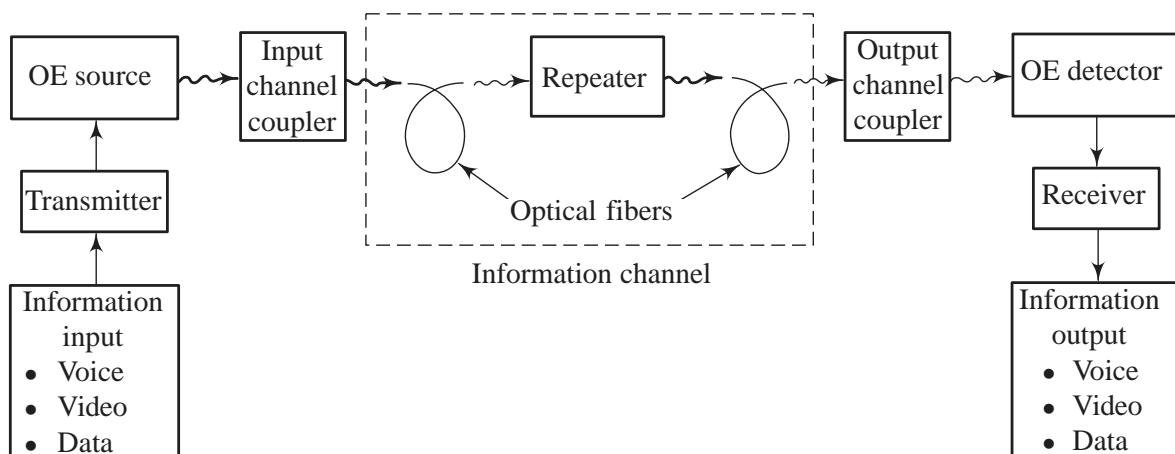 OE source
Input
channel
coupler
Repeater
Output
channel
coupler
OE detector
Transmitter
Optical fibers
Receiver
Information channel
Information
input
• Voice
• Video
• Data
Information
output
• Voice
• Video
• Data